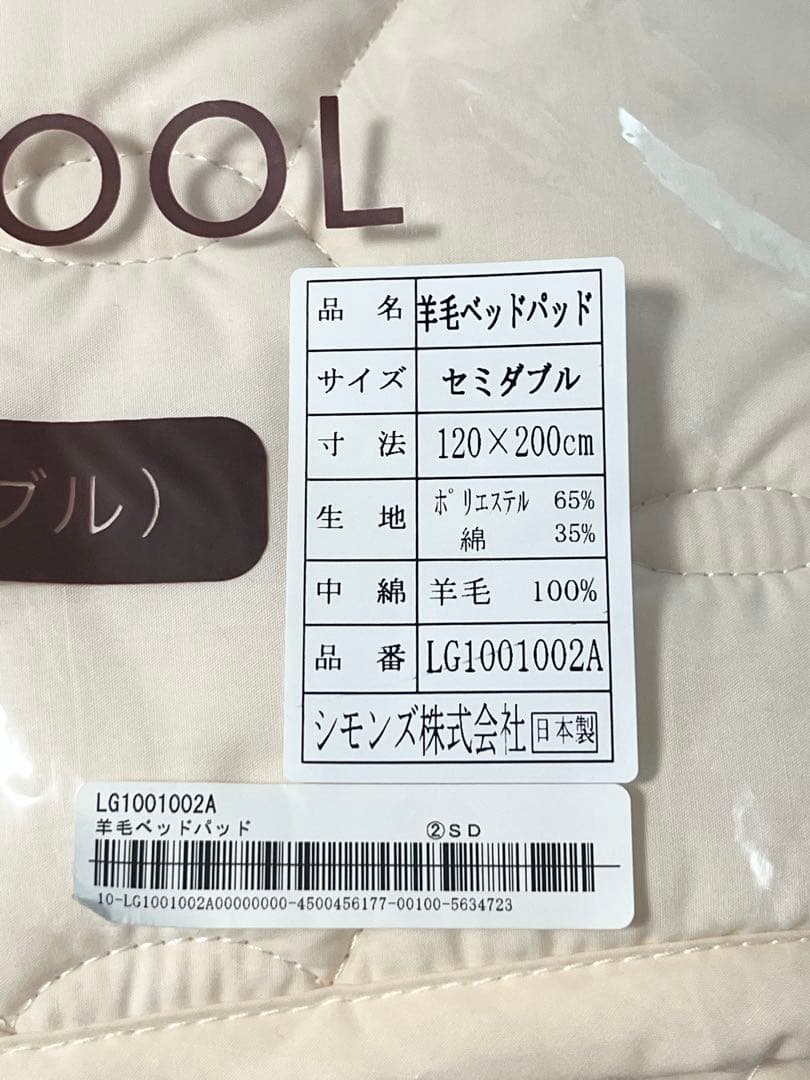 OOL
ブル）
品名 羊毛ベッドパッド
サイズ セミダブル
寸法 120×200cm
生地 ポリエステル 65%
綿 35%
中綿 羊毛 100%
品番 LG1001002A
シモンズ株式会社 日本製
LG1001002A
羊毛ベッドパッド ②SD
10-LG1001002A00000000-4500456177-00100-5634723